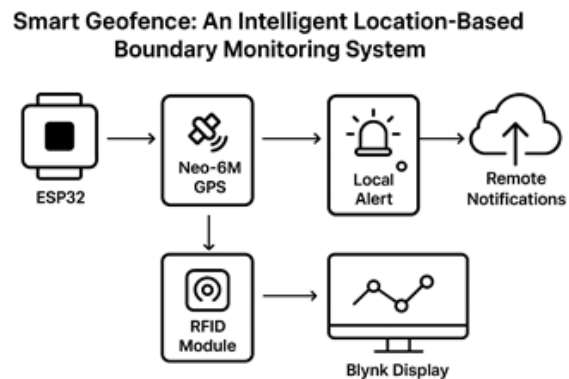 Smart Geofence: An Intelligent Location-Based
Boundary Monitoring System
ESP32
Neo-6M
GPS
Local
Alert
Remote
Notifications
RFID
Module
Blynk Display